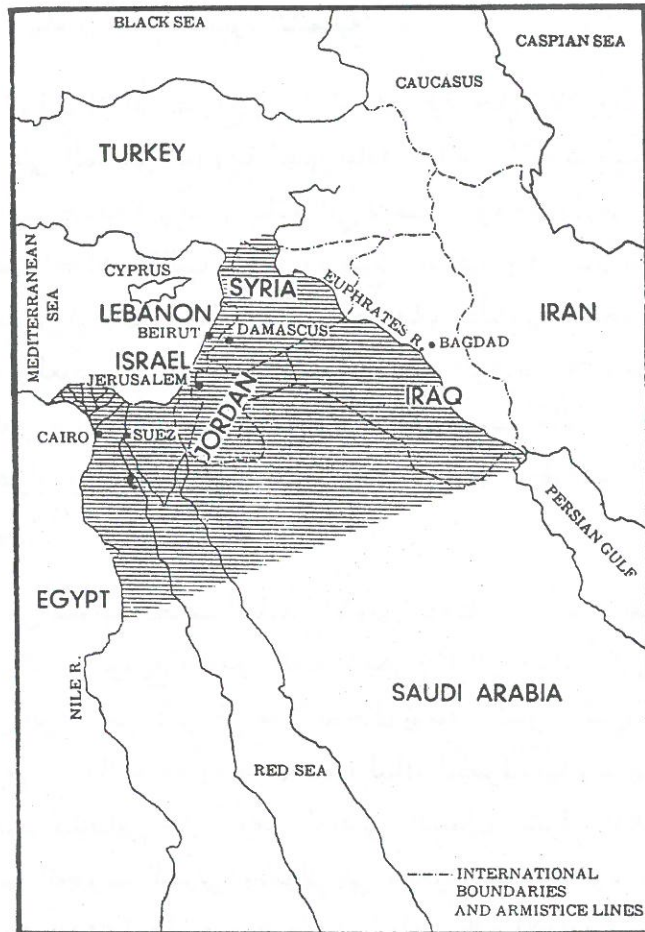 BLACK SEA
CASPIAN SEA
CAUCASUS
TURKEY
MEDITERRANEAN
SEA
CYPRUS
SYRIA
EUPHRATES R.
IRAN
LEBANON
BEIRUT
DAMASCUS
BAGDAD
ISRAEL
JERUSALEM
JORDAN
IRAQ
CAIRO
SUEZ
PERSIAN GULF
EGYPT
NILE R.
SAUDI ARABIA
RED SEA
INTERNATIONAL
BOUNDARIES
AND ARMISTICE LINES